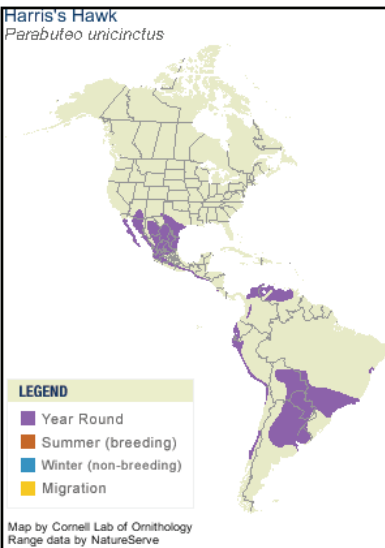 Harris's Hawk
Parabuteo unicinctus
LEGEND
Year Round
Summer (breeding)
Winter (non-breeding)
Migration
Map by Cornell Lab of Ornithology
Range data by NatureServe